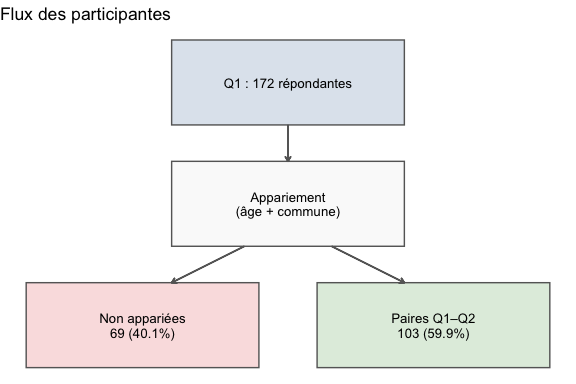 Flux des participantes
Q1 : 172 répondantes
Appariement
(âge + commune)
Non appariées
69 (40.1%)
Paires Q1–Q2
103 (59.9%)